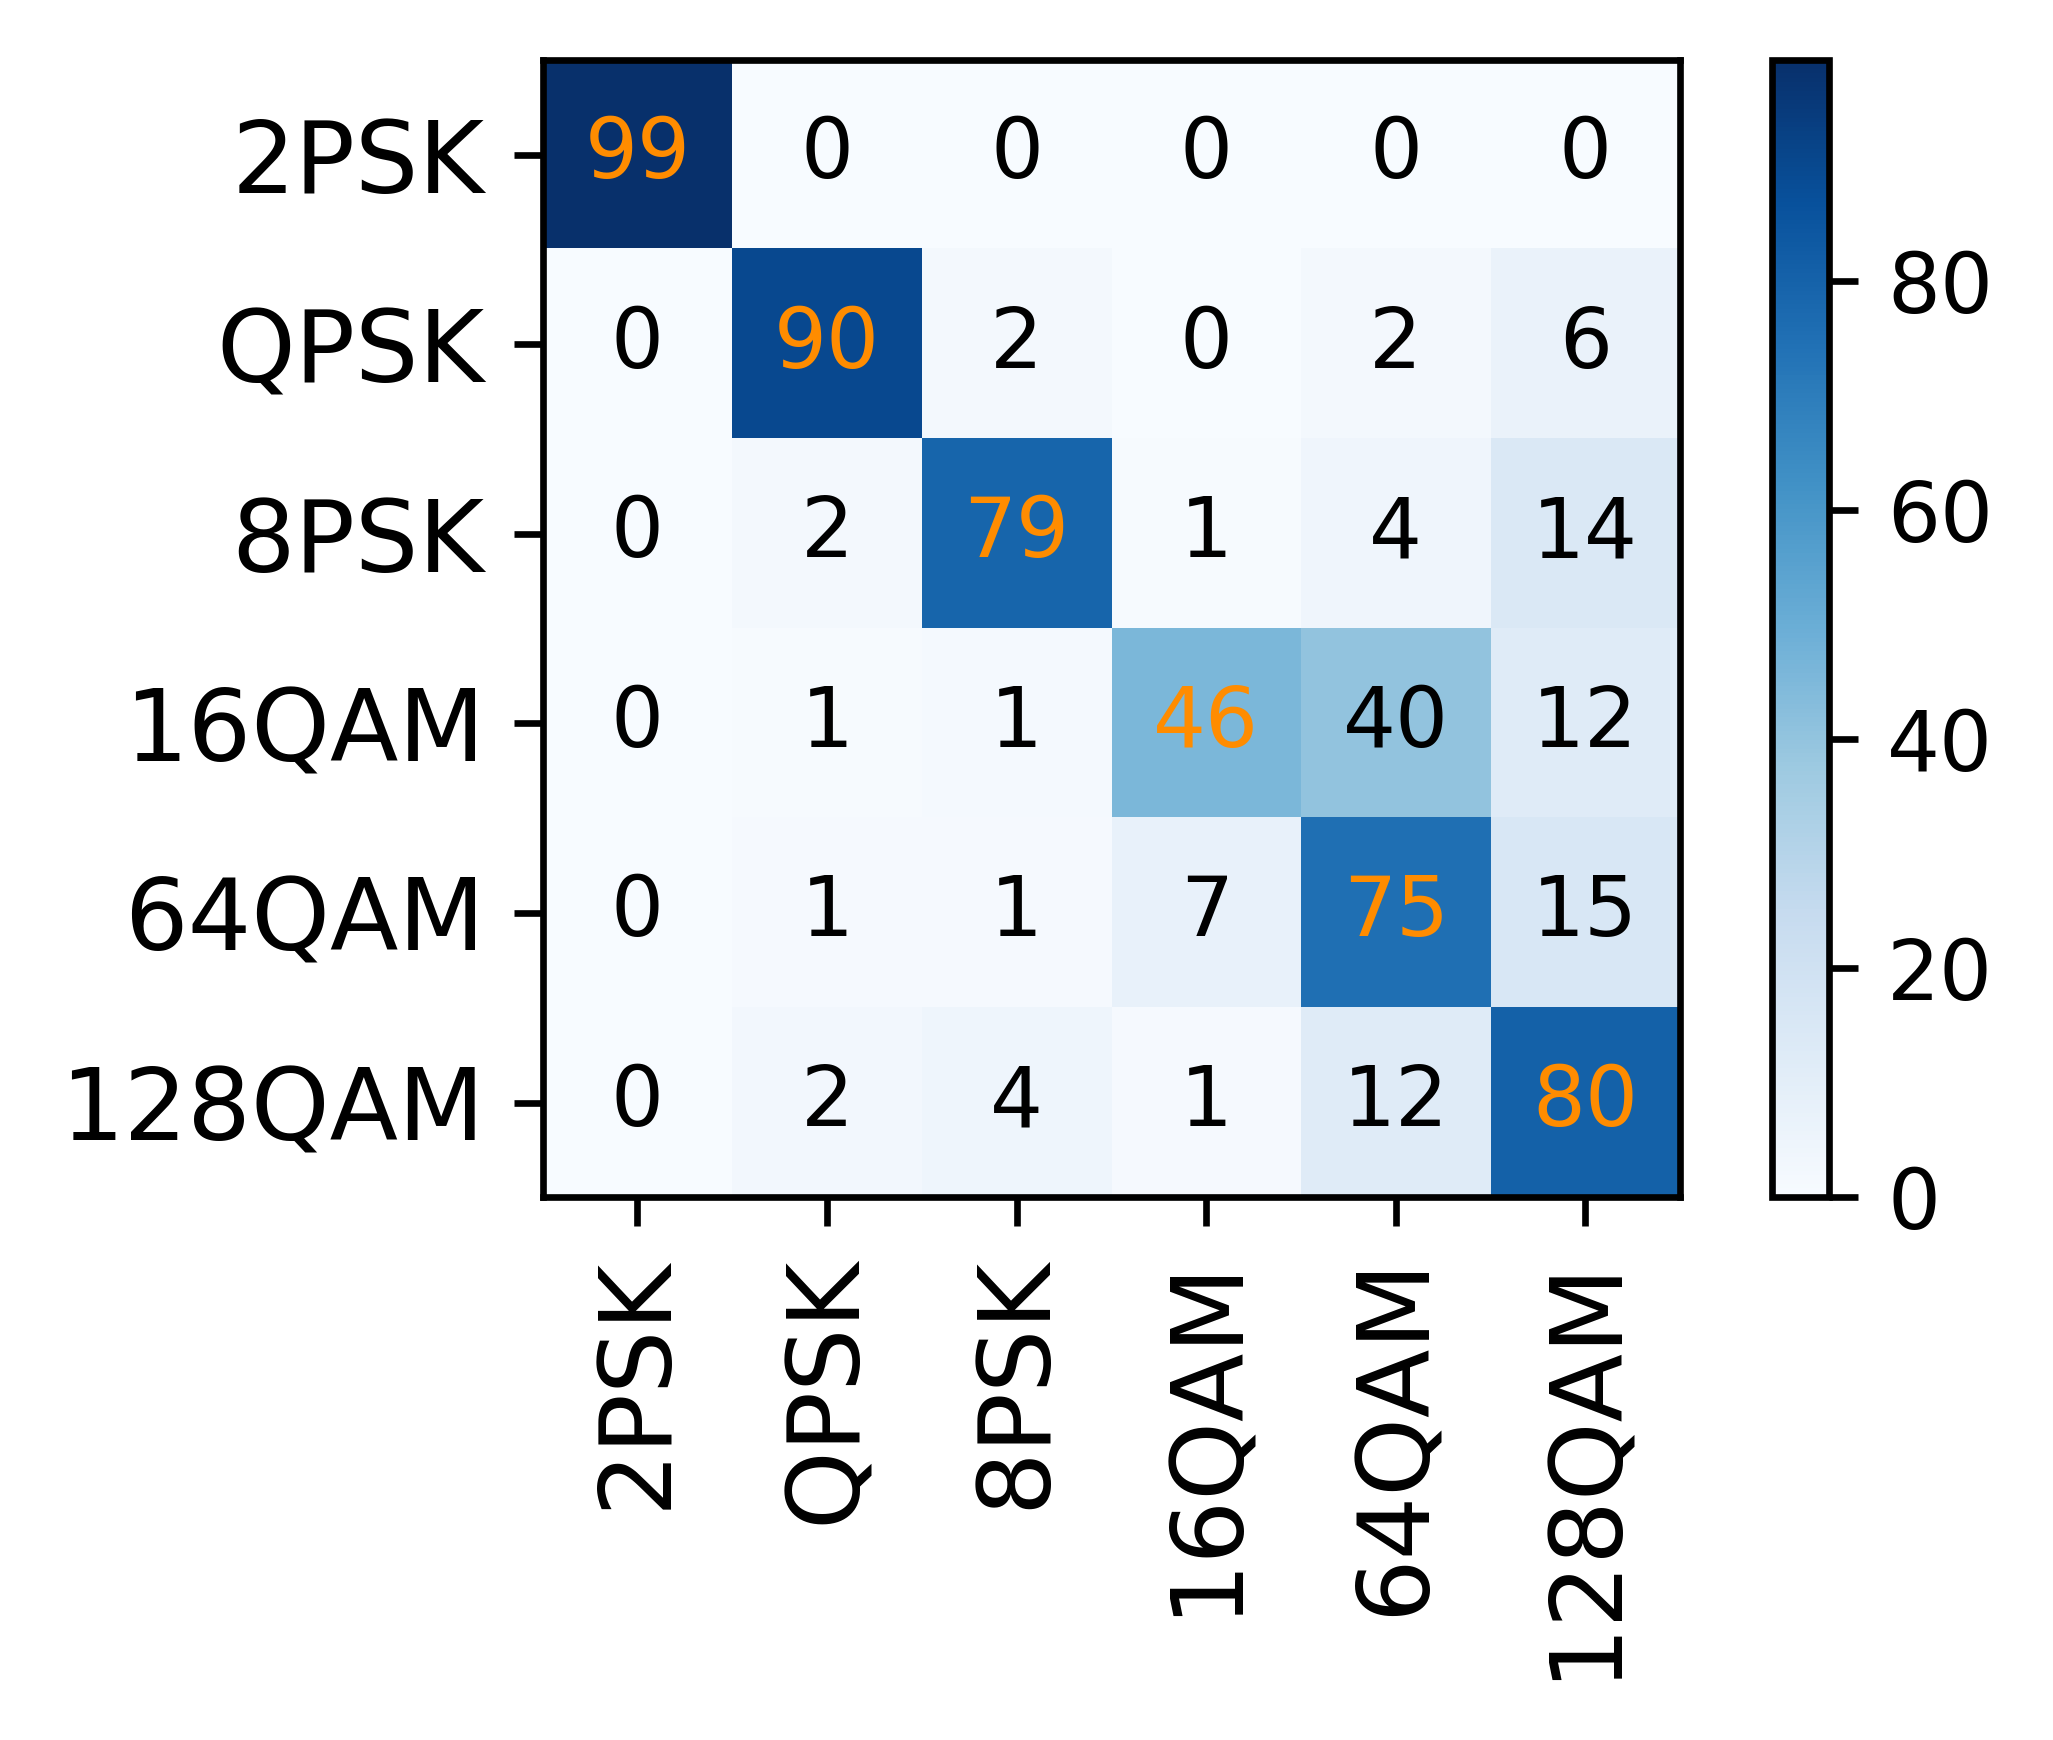 2PSK 99 0 0 0 0 0
QPSK 0 90 2 0 2 6
8PSK 0 2 79 1 4 14
16QAM 0 1 1 46 40 12
64QAM 0 1 1 7 75 15
128QAM 0 2 4 1 12 80
2PSK QPSK 8PSK 16QAM 64QAM 128QAM
80
60
40
20
0